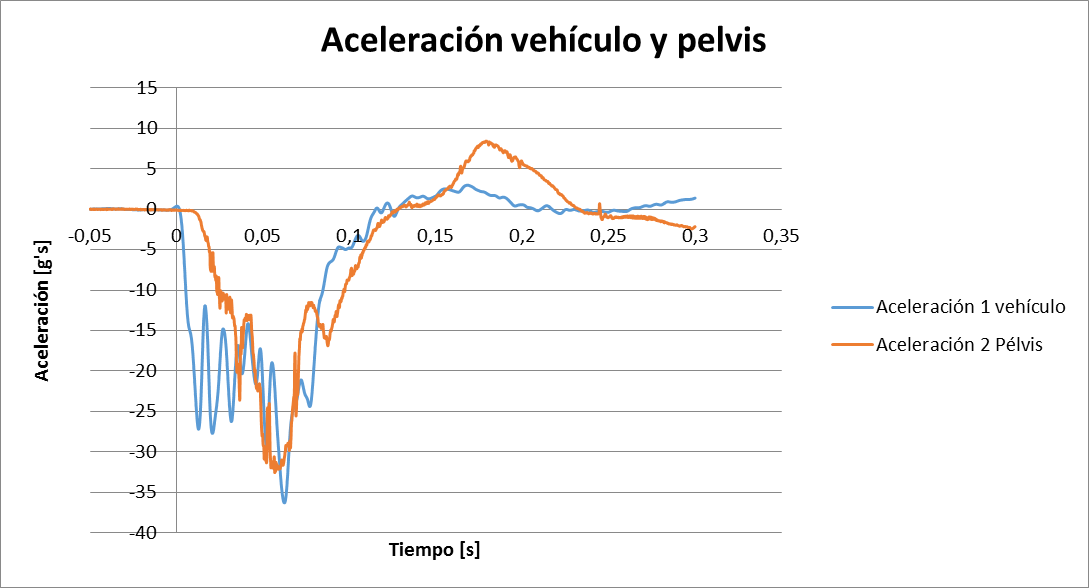 Aceleración vehículo y pelvis
15
10
5
0
-5
-10
-15
-20
-25
-30
-35
-40
-0,05 0 0,05 0,1 0,15 0,2 0,25 0,3 0,35
Aceleración [g's]
Tiempo [s]
Aceleración 1 vehículo
Aceleración 2 Pélvis